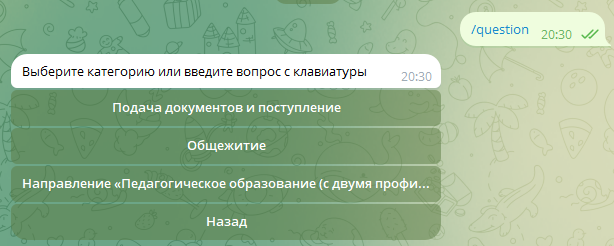 /question 20:30
Выберите категорию или введите вопрос с клавиатуры 20:30
Подача документов и поступление
Общежитие
Направление «Педагогическое образование (с двумя профи...
Назад